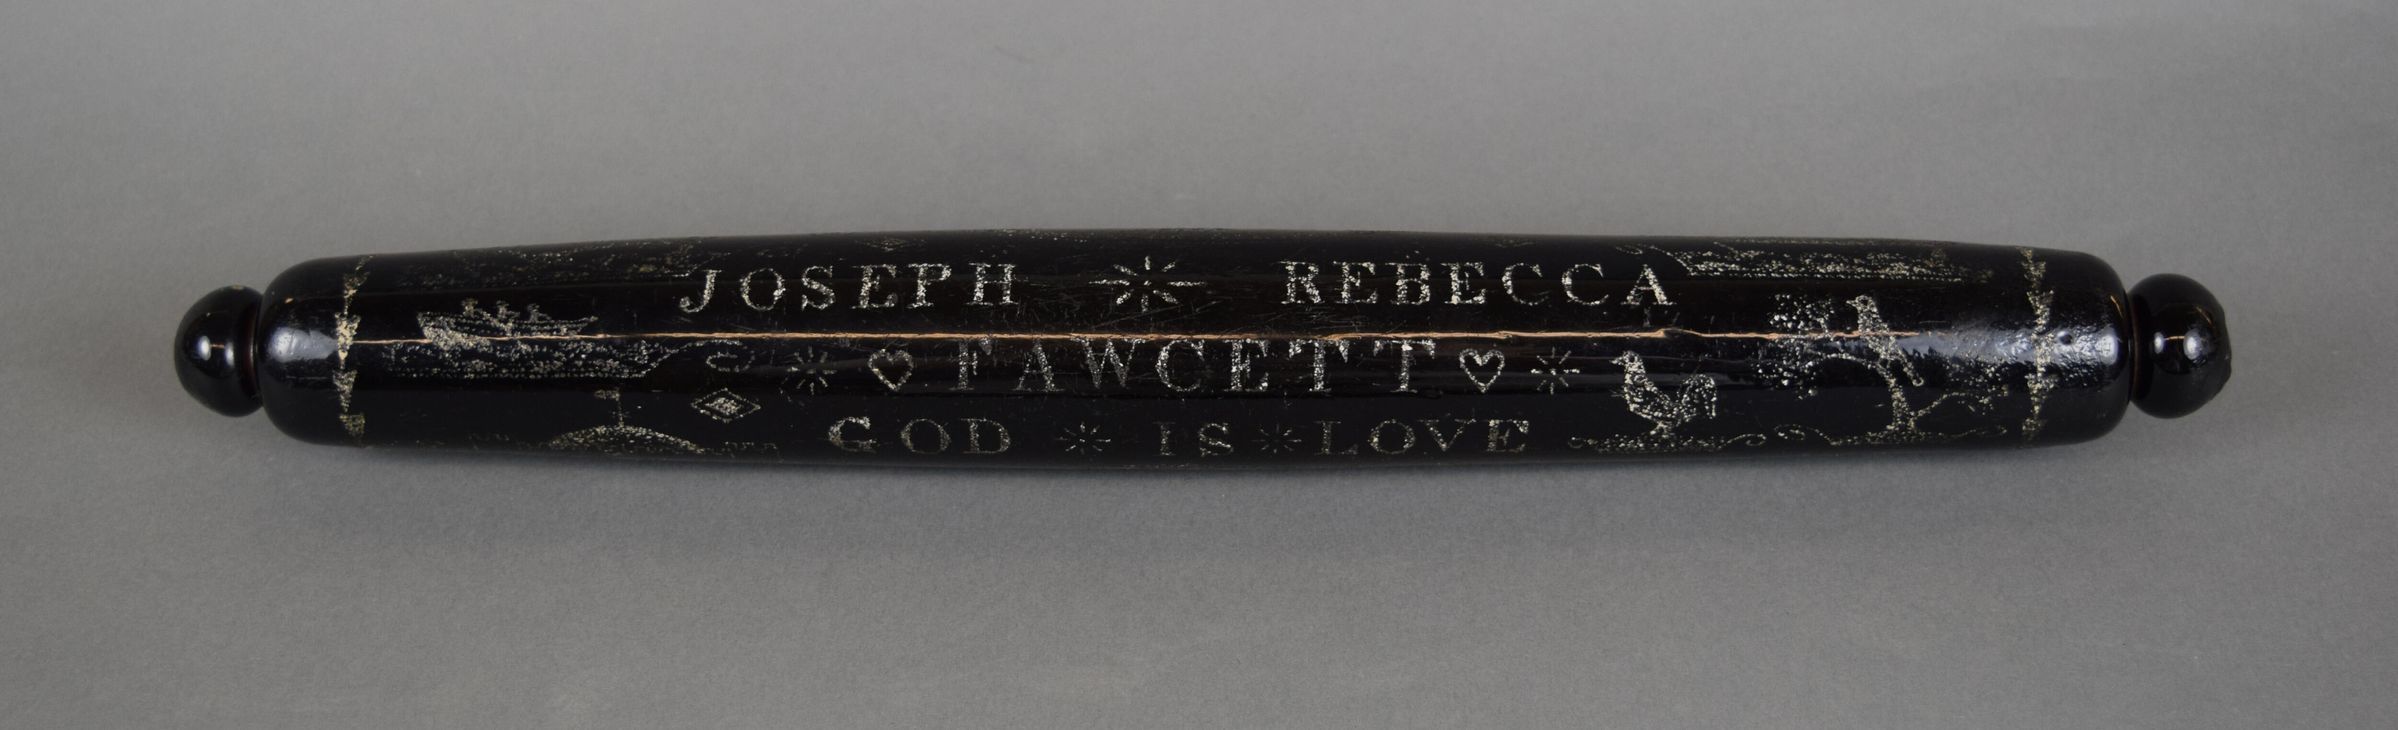 JOSEPH REBECCA
FAWCETT
GOD IS LOVE